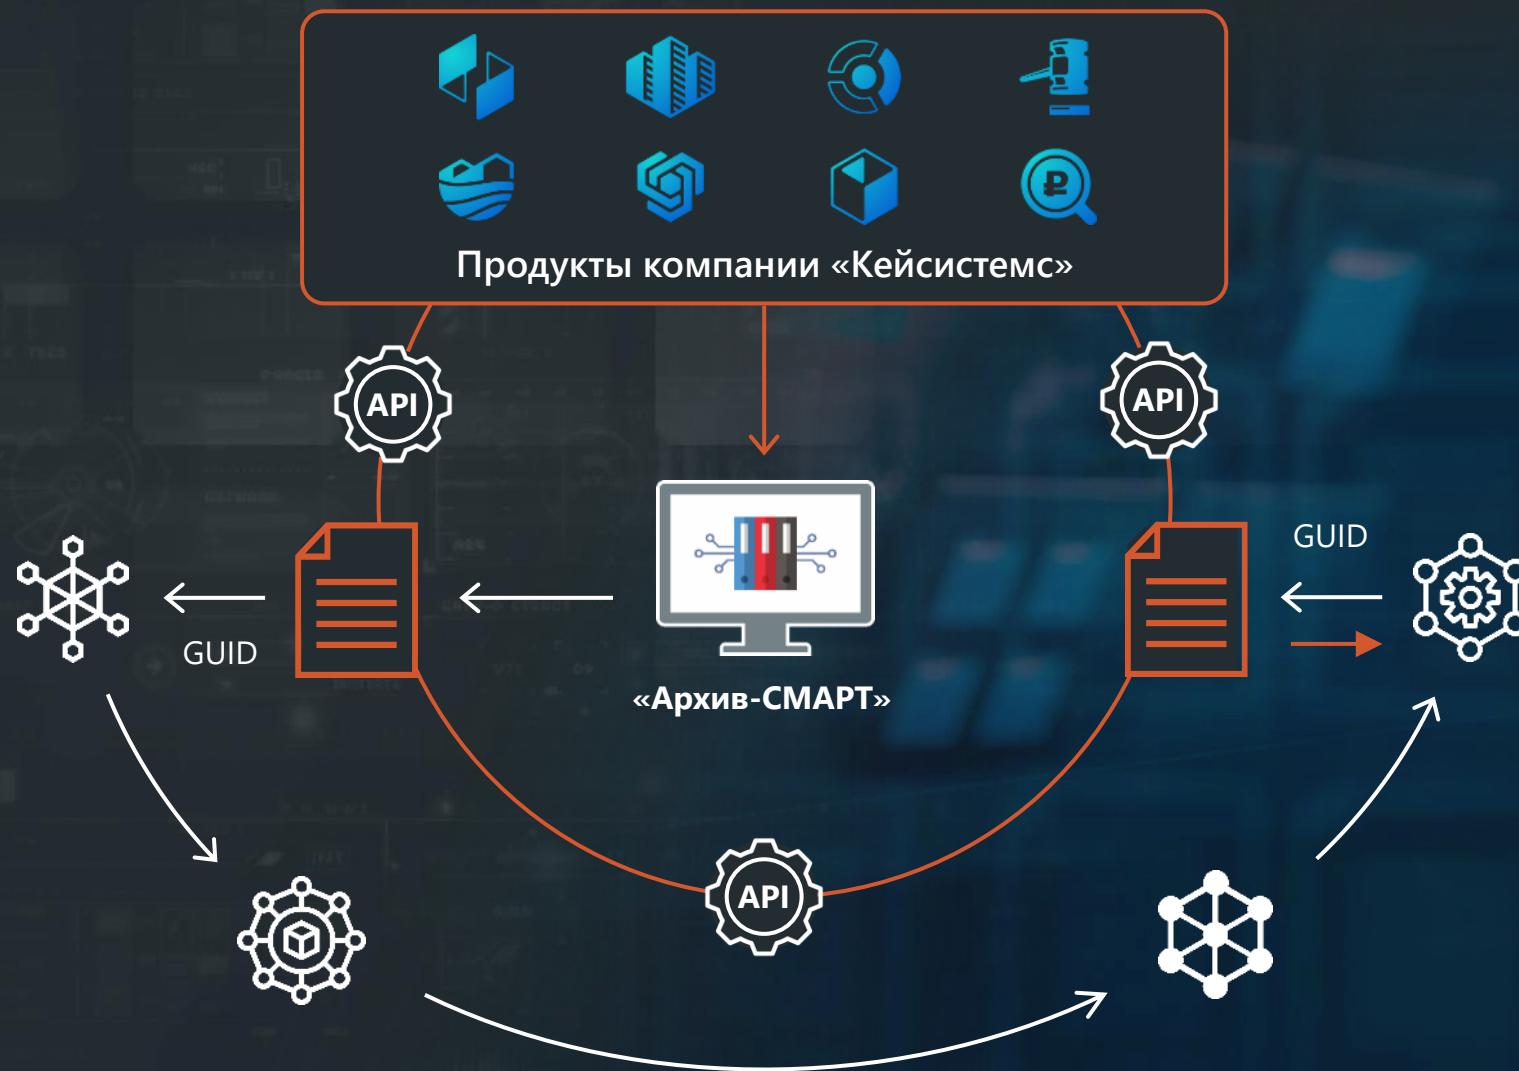 Продукты компании «Кейсистемс»
API
API
GUID
GUID
«Архив-СМАРТ»
API